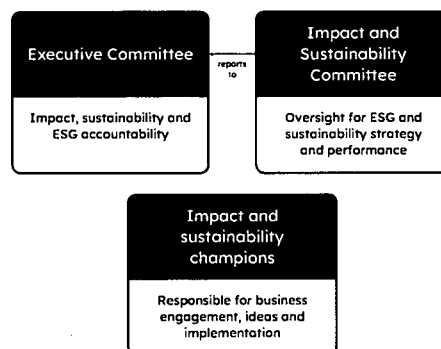 Executive Committee
Impact, sustainability and
ESG accountability
reports
to
Impact and
Sustainability
Committee
Oversight for ESG and
sustainability strategy
and performance
Impact and
sustainability
champions
Responsible for business
engagement, ideas and
implementation